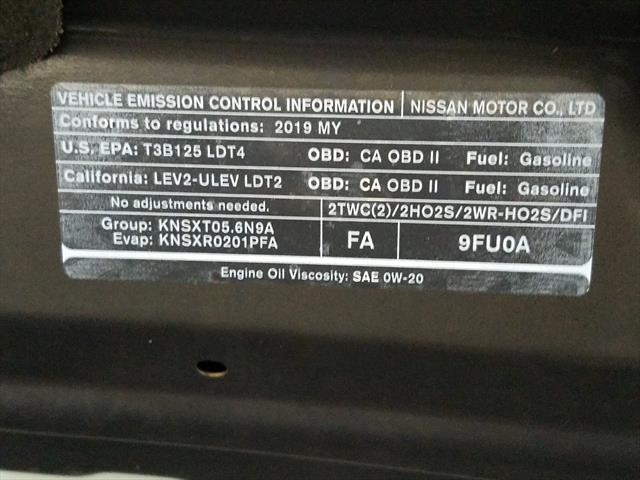 VEHICLE EMISSION CONTROL INFORMATION NISSAN MOTOR CO., LTD
Conforms to regulations: 2019 MY
U.S. EPA: T3B125 LDT4 OBD: CA OBD II Fuel: Gasoline
California: LEV2-ULEV LDT2 OBD: CA OBD II Fuel: Gasoline
No adjustments needed. 2TWC(2)/2HO2S/2WR-HO2S/DFI
Group: KNSXT05.6N9A
Evap: KNSXR0201PFA FA 9FU0A
Engine Oil Viscosity: SAE 0W-20